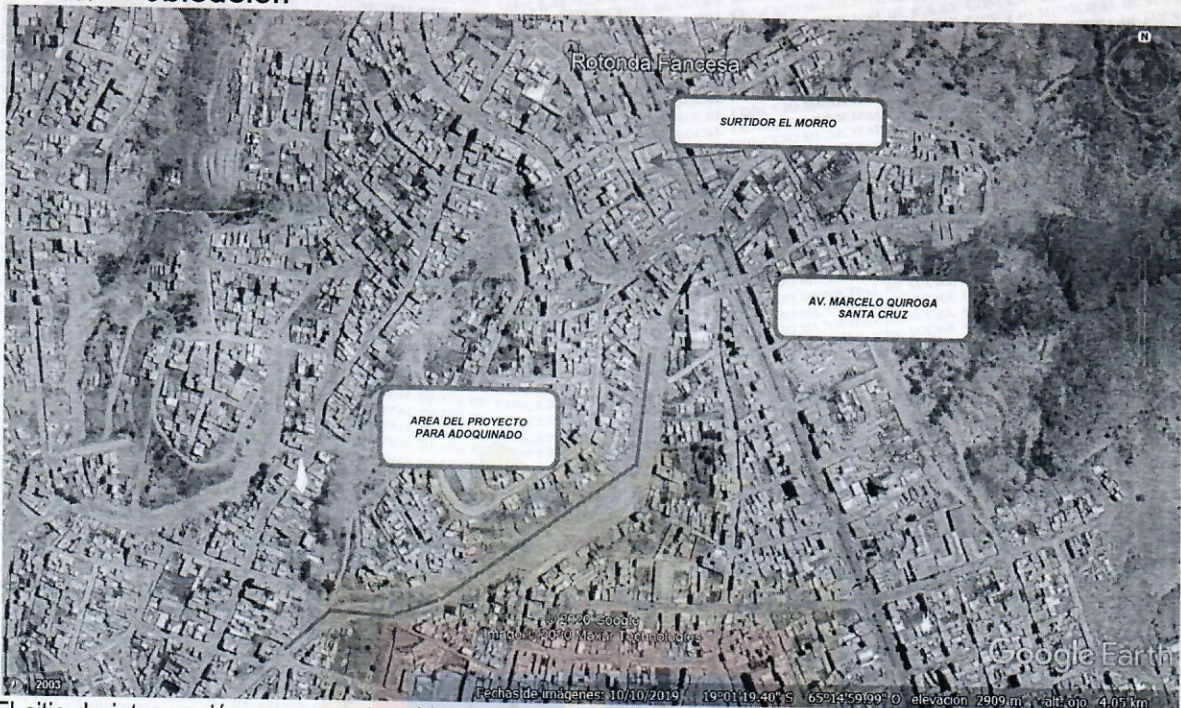 Rotonda Fancesa
N
SURTIDOR EL MORRO
AV. MARCELO QUIROGA
SANTA CRUZ
AREA DEL PROYECTO
PARA ADOQUINADO
© 2020 Google
Image © 2020 Maxar Technologies
Google Earth
2003
Fechas de imágenes: 10/10/2019 19°01'19.40" S 65°14'59.99" O elevación 2909 m alt. ojo 4.05 km
El sitio de